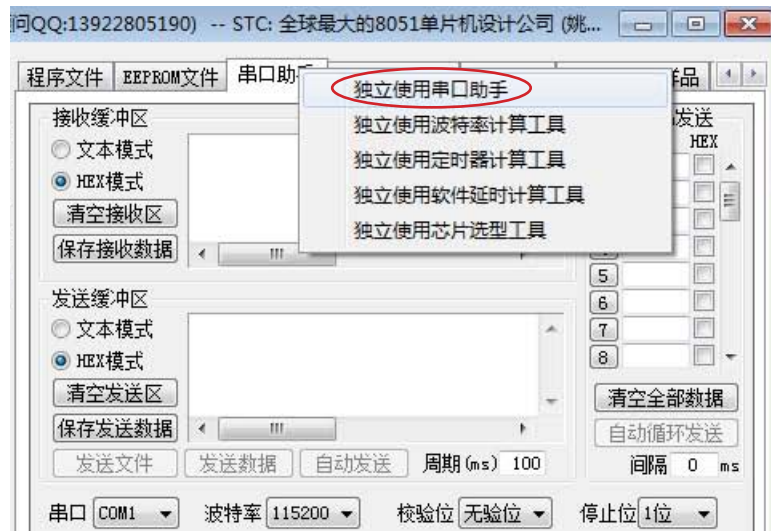 问QQ:13922805190) -- STC: 全球最大的8051单片机设计公司 (姚...
程序文件 EEPROM文件 串口助 样品
独立使用串口助手
独立使用波特率计算工具
独立使用定时器计算工具
独立使用软件延时计算工具
独立使用芯片选型工具
接收缓冲区
文本模式
HEX模式
清空接收区
保存接收数据
发送
HEX
5
6
7
8
发送缓冲区
文本模式
HEX模式
清空发送区
保存发送数据
清空全部数据
自动循环发送
发送文件 发送数据 自动发送 周期(ms) 100 间隔 0 ms
串口 COM1 波特率 115200 校验位 无验位 停止位 1位